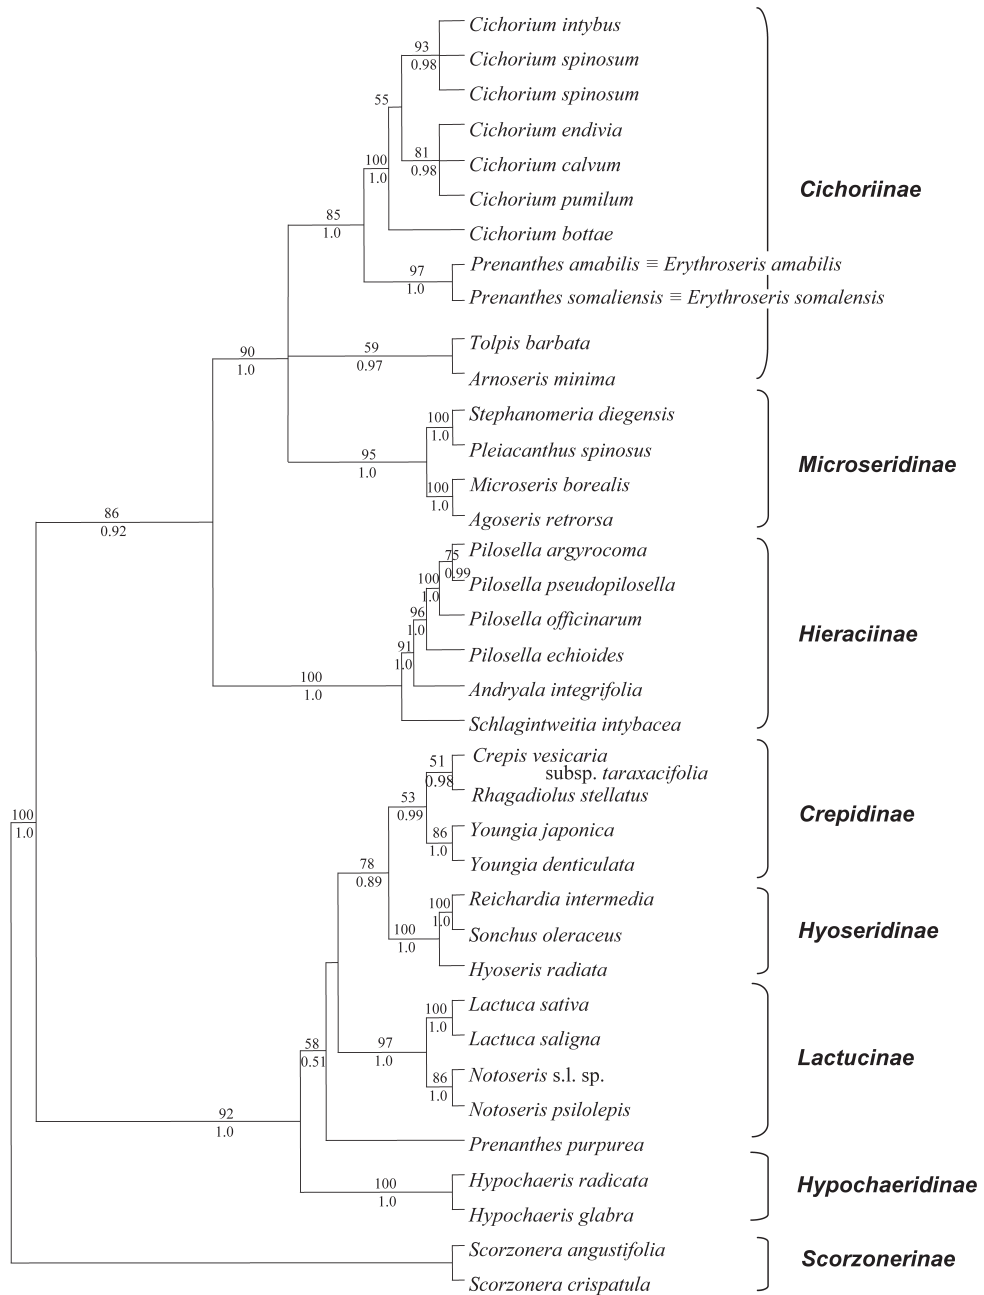 Cichorium intybus
93
0.98
Cichorium spinosum
Cichorium spinosum
55
Cichorium endivia
81
0.98
Cichorium calvum
100
1.0
Cichoriinae
Cichorium pumilum
85
1.0
Cichorium bottae
Prenanthes amabilis ≡ Erythroseris amabilis
97
1.0
Prenanthes somaliensis ≡ Erythroseris somalensis
Tolpis barbata
90
1.0
59
0.97
Arnoseris minima
Stephanomeria diegensis
100
1.0
Pleiacanthus spinosus
95
1.0
Microseridinae
Microseris borealis
100
1.0
Agoseris retrorsa
86
0.92
Pilosella argyrocoma
75
0.99
Pilosella pseudopilosella
100
1.0
Pilosella officinarum
96
1.0
Hieraciinae
Pilosella echioides
91
1.0
Andryala integrifolia
100
1.0
Schlagintweitia intybacea
Crepis vesicaria
subsp. taraxacifolia
51
0.98
Rhagadiolus stellatus
53
0.99
Crepidinae
100
1.0
Youngia japonica
86
1.0
Youngia denticulata
78
0.89
Reichardia intermedia
100
1.0
Sonchus oleraceus
100
1.0
Hyoseridinae
Hyoseris radiata
Lactuca sativa
100
1.0
Lactuca saligna
58
0.51
97
1.0
Lactucinae
Notoseris s.l. sp.
86
1.0
Notoseris psilolepis
92
1.0
Prenanthes purpurea
Hypochaeris radicata
100
1.0
Hypochaeridinae
Hypochaeris glabra
Scorzonera angustifolia
Scorzonerinae
Scorzonera crispatula